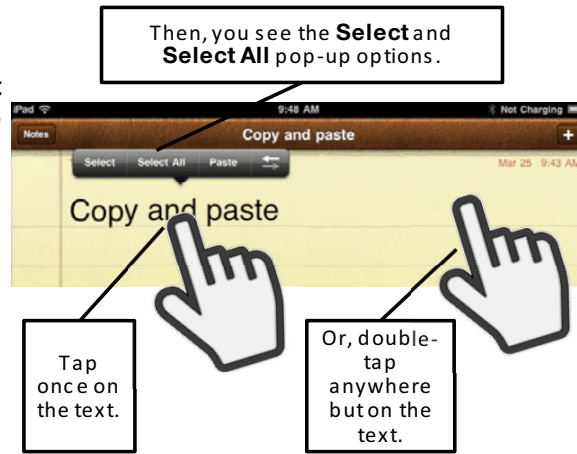 Then, you see the Select and
Select All pop-up options.
iPad 9:48 AM Not Charging
Notes Copy and paste +
Select Select All Paste
Mar 25 9:43 AM
Copy and paste
Tap
once on
the text.
Or, double-
tap
anywhere
but on the
text.